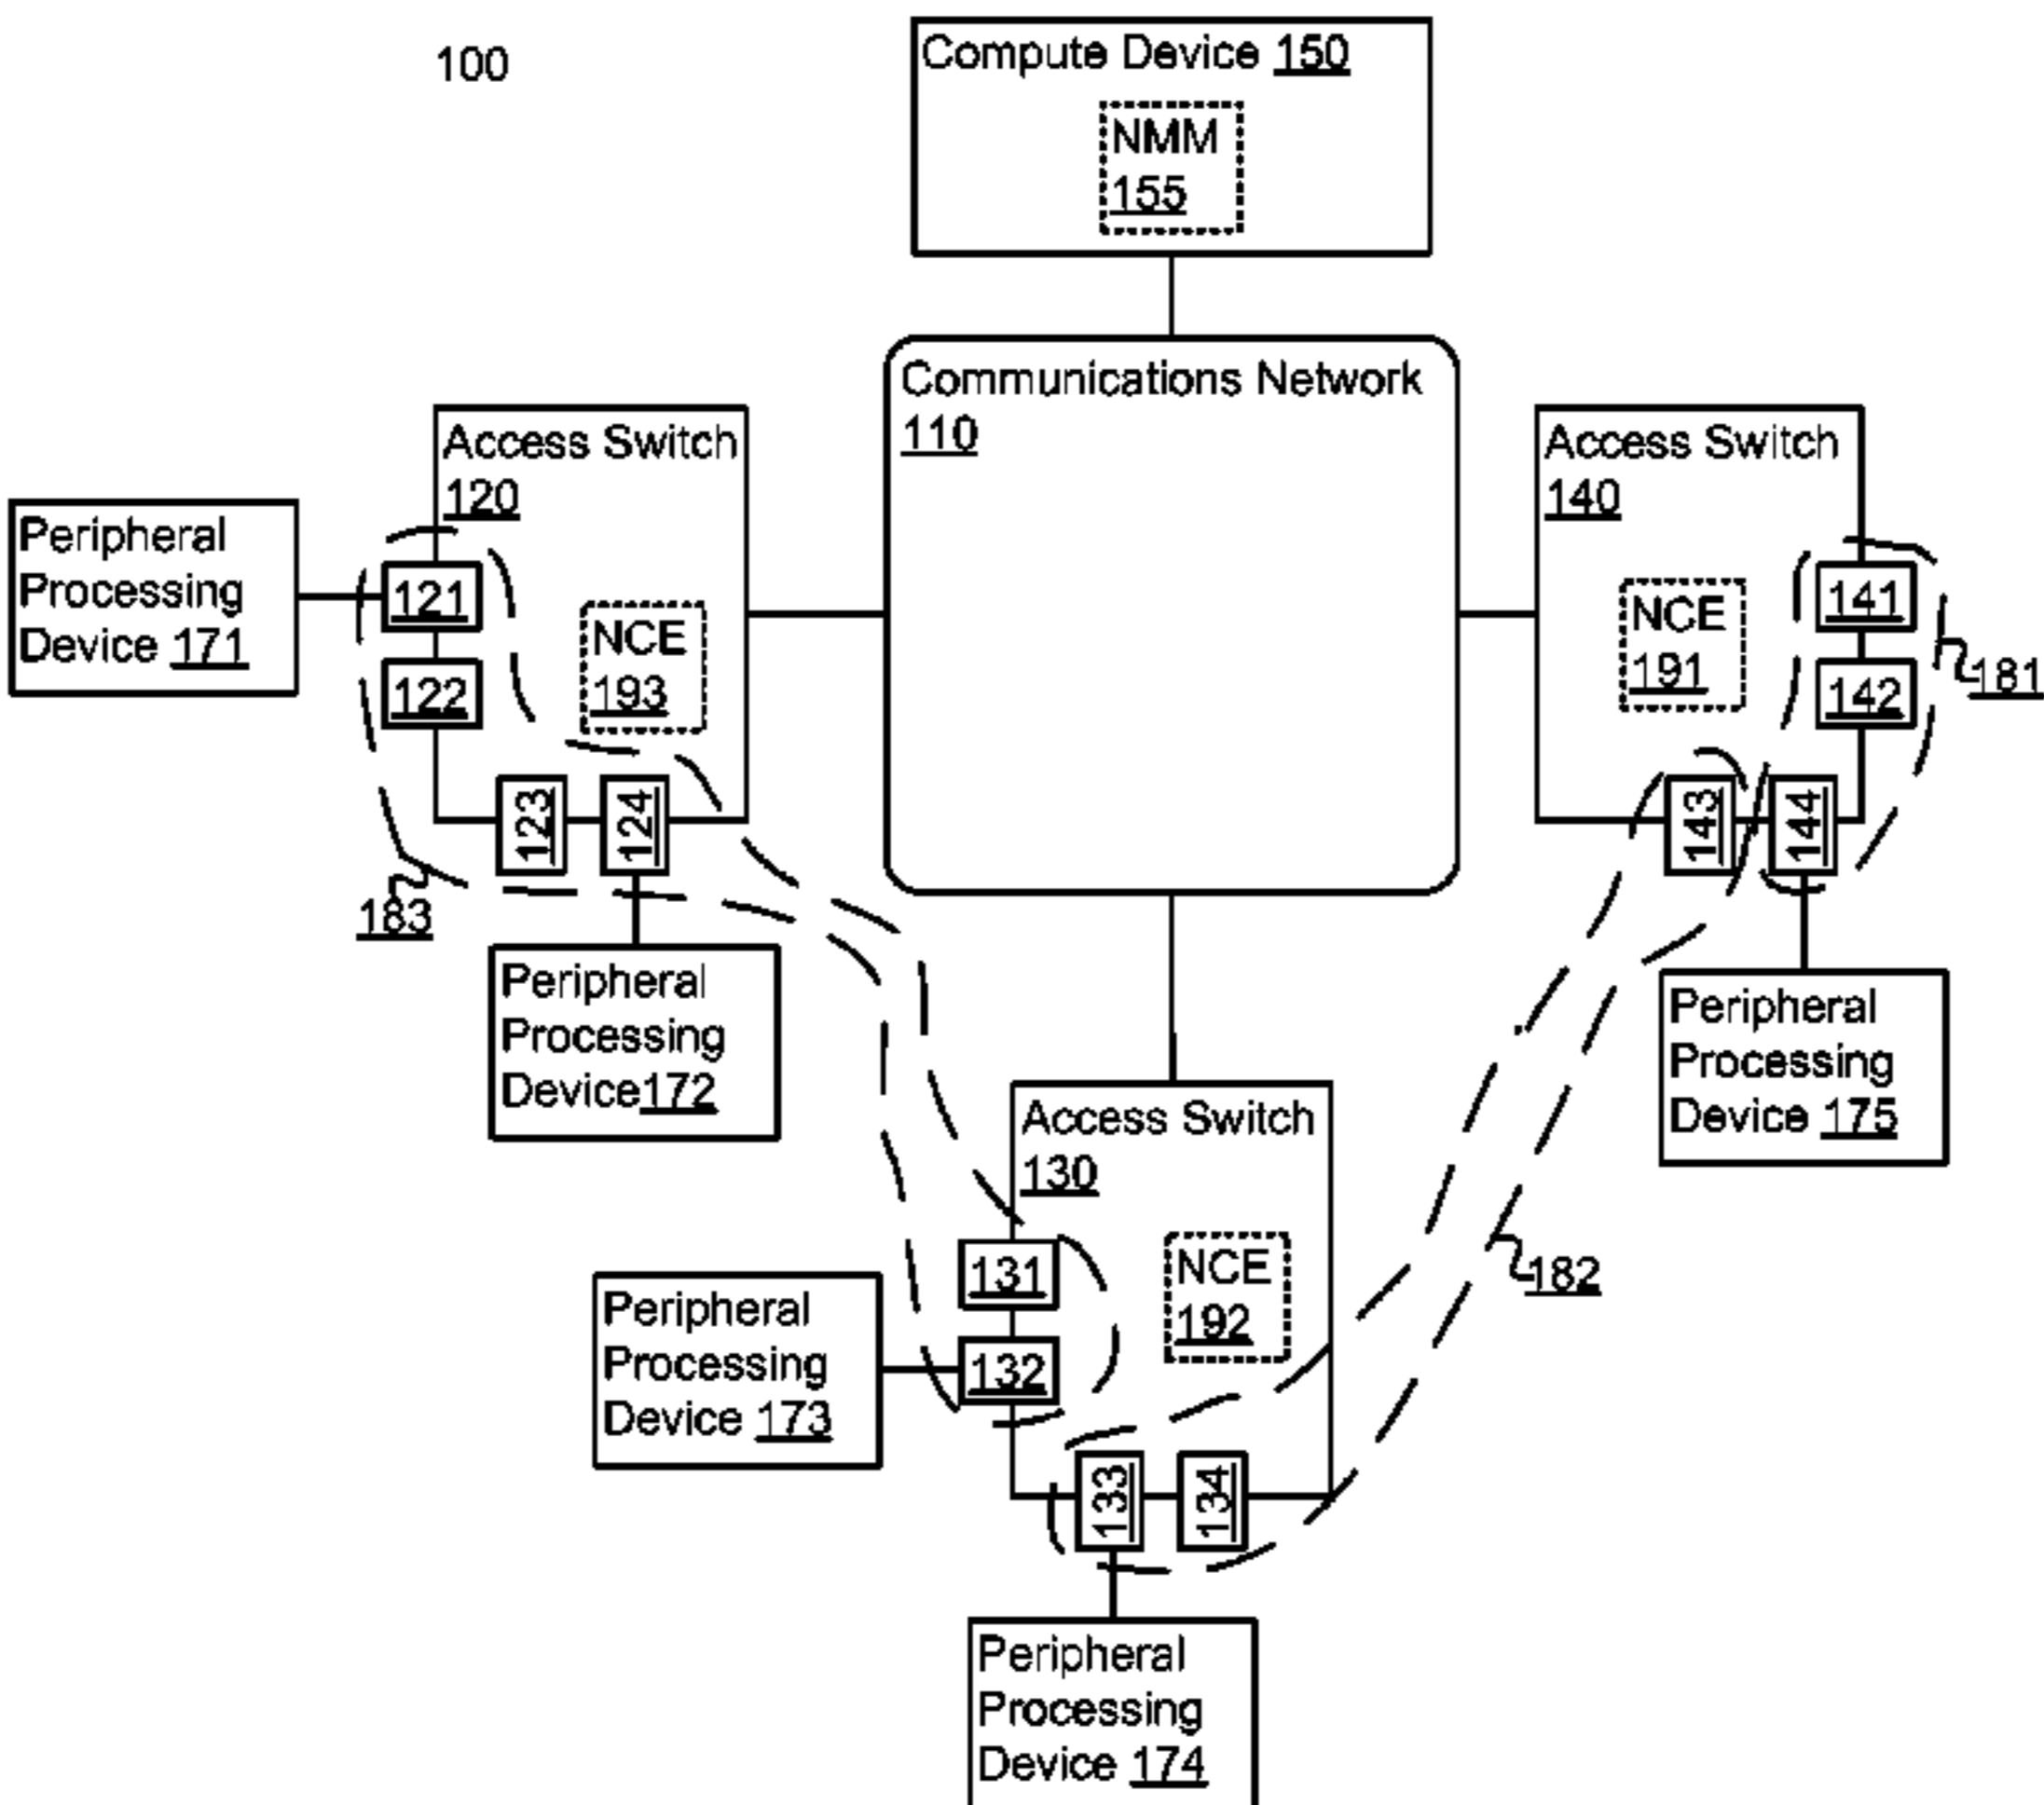 100
Compute Device 150
NMM
155
Communications Network
110
Access Switch
120
Access Switch
140
Peripheral
Processing
Device 171
121
122
NCE
193
123
124
183
NCE
191
141
142
181
143
144
Peripheral
Processing
Device172
Peripheral
Processing
Device 175
Access Switch
130
131
132
NCE
192
182
Peripheral
Processing
Device 173
133
134
Peripheral
Processing
Device 174